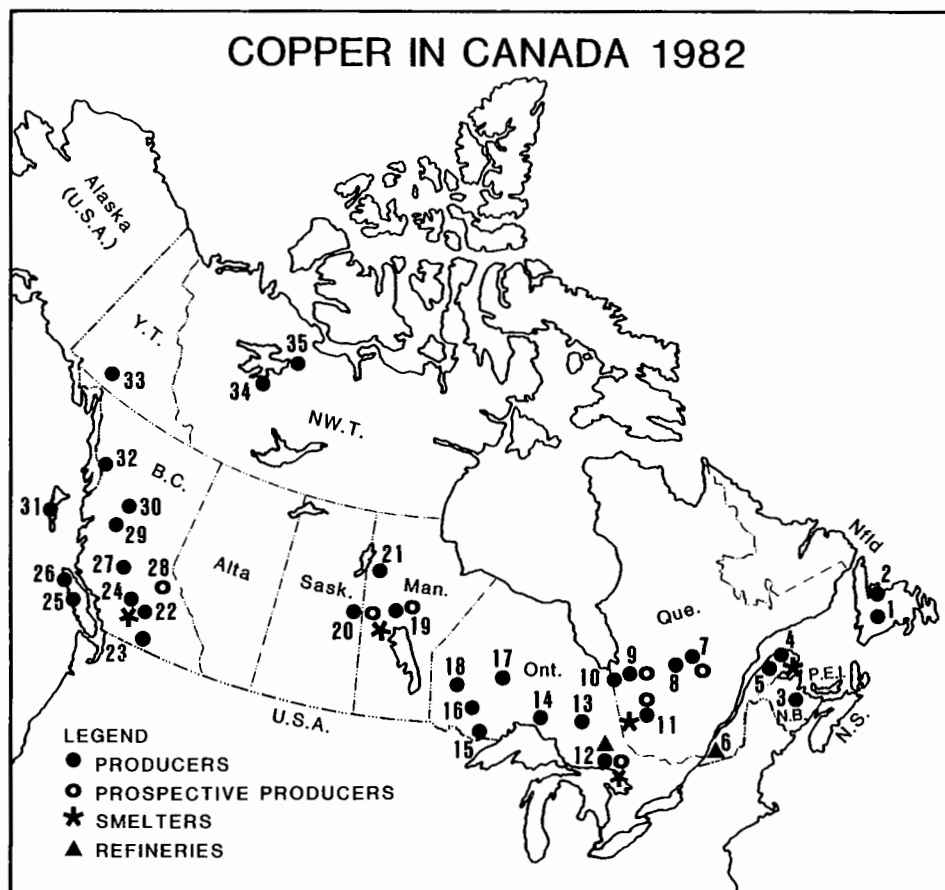 COPPER IN CANADA 1982
Alaska
(U.S.A.)
Y.T.
35
33
34
NW.T.
32
B.C.
31
30
29
21
27
28
Alta
Sask.
Man.
Nfld
26
24
2
25
22
20
19
Que.
1
23
7
4
18
17
Ont.
9
10
8
5
P.E.I.
16
14
13
11
3
N.B.
N.S.
U.S.A.
15
12
6
LEGEND
PRODUCERS
PROSPECTIVE PRODUCERS
SMELTERS
REFINERIES